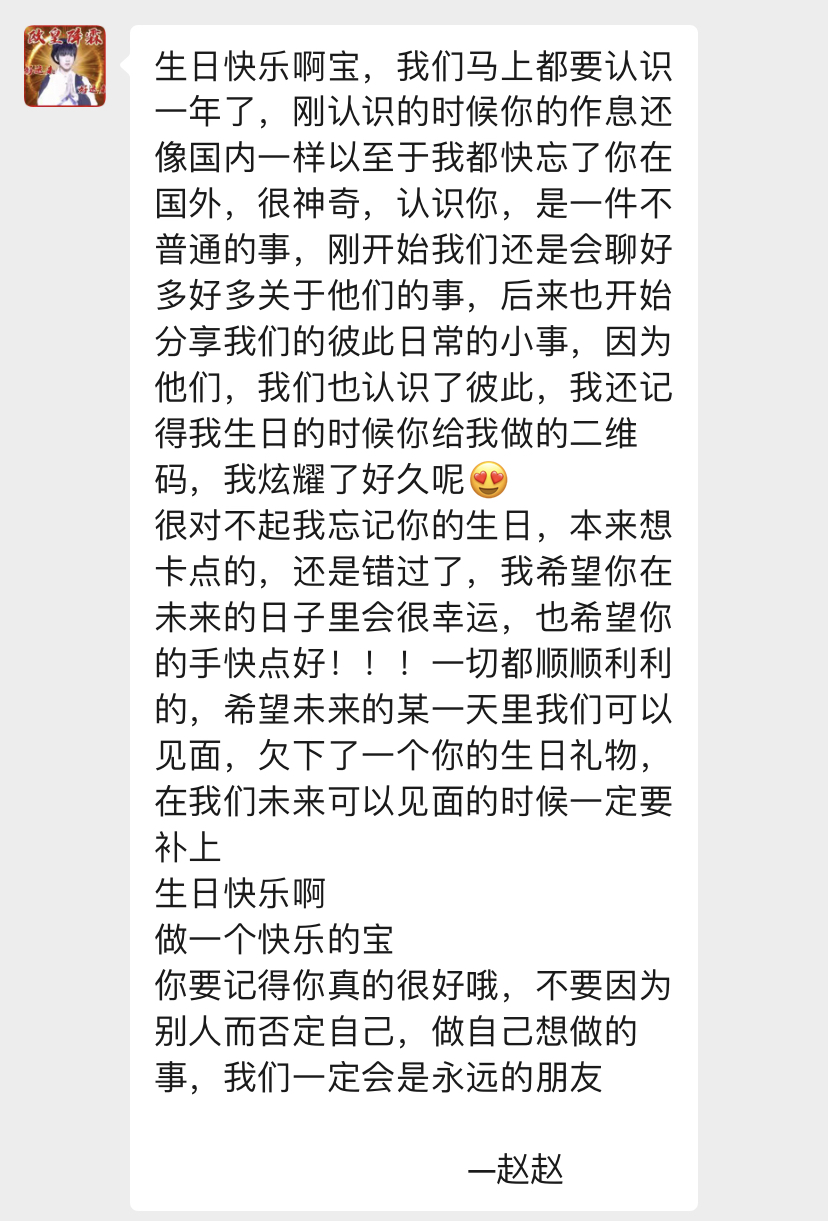 欧皇降霖
生日快乐啊宝，我们马上都要认识
一年了，刚认识的时候你的作息还
像国内一样以至于我都快忘了你在
国外，很神奇，认识你，是一件不
普通的事，刚开始我们还是会聊好
多好多关于他们的事，后来也开始
分享我们的彼此日常的小事，因为
他们，我们也认识了彼此，我还记
得我生日的时候你给我做的二维
码，我炫耀了好久呢😍
很对不起我忘记你的生日，本来想
卡点的，还是错过了，我希望你在
未来的日子里会很幸运，也希望你
的手快点好！！！一切都顺顺利利
的，希望未来的某一天里我们可以
见面，欠下了一个你的生日礼物，
在我们未来可以见面的时候一定要
补上
生日快乐啊
做一个快乐的宝
你要记得你真的很好哦，不要因为
别人而否定自己，做自己想做的
事，我们一定会是永远的朋友
—赵赵